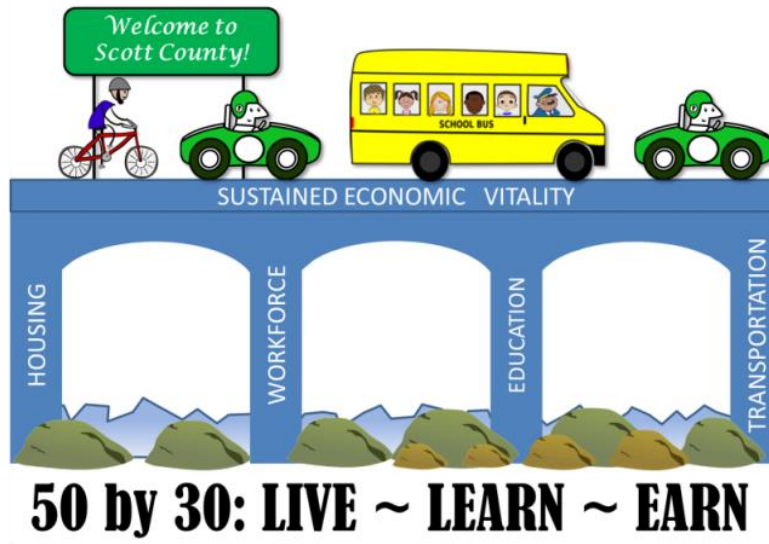 Welcome to
Scott County!
SCHOOL BUS
SUSTAINED ECONOMIC VITALITY
HOUSING
WORKFORCE
EDUCATION
TRANSPORTATION
50 by 30: LIVE ~ LEARN ~ EARN